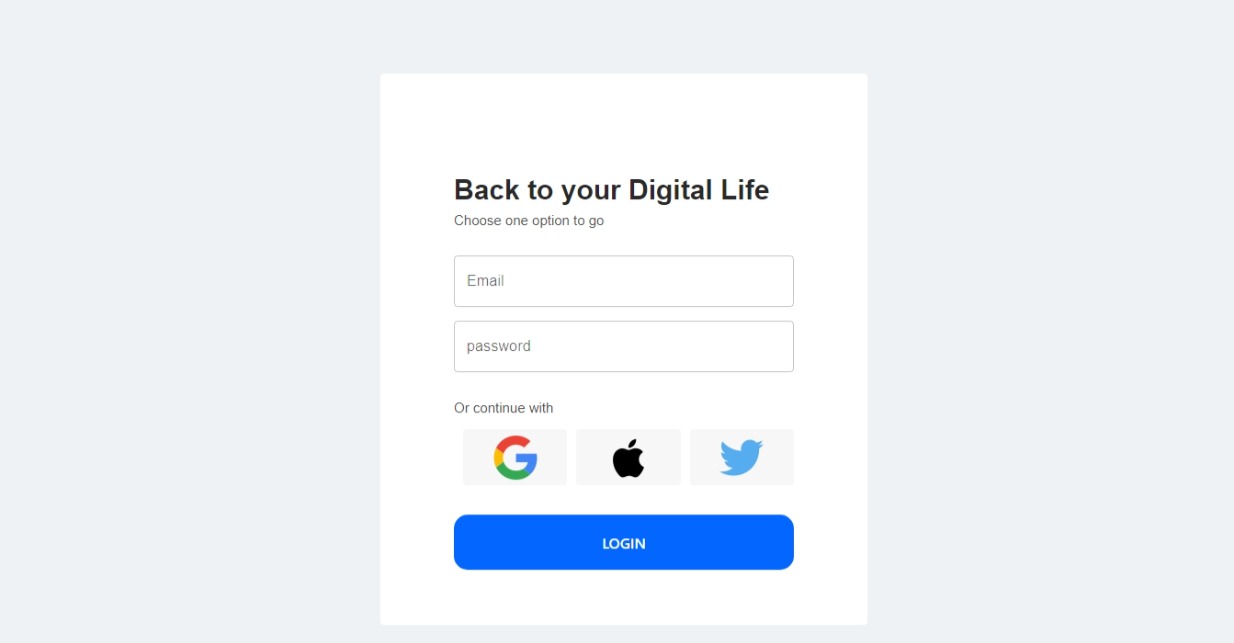 Back to your Digital Life
Choose one option to go
Email
password
Or continue with
LOGIN